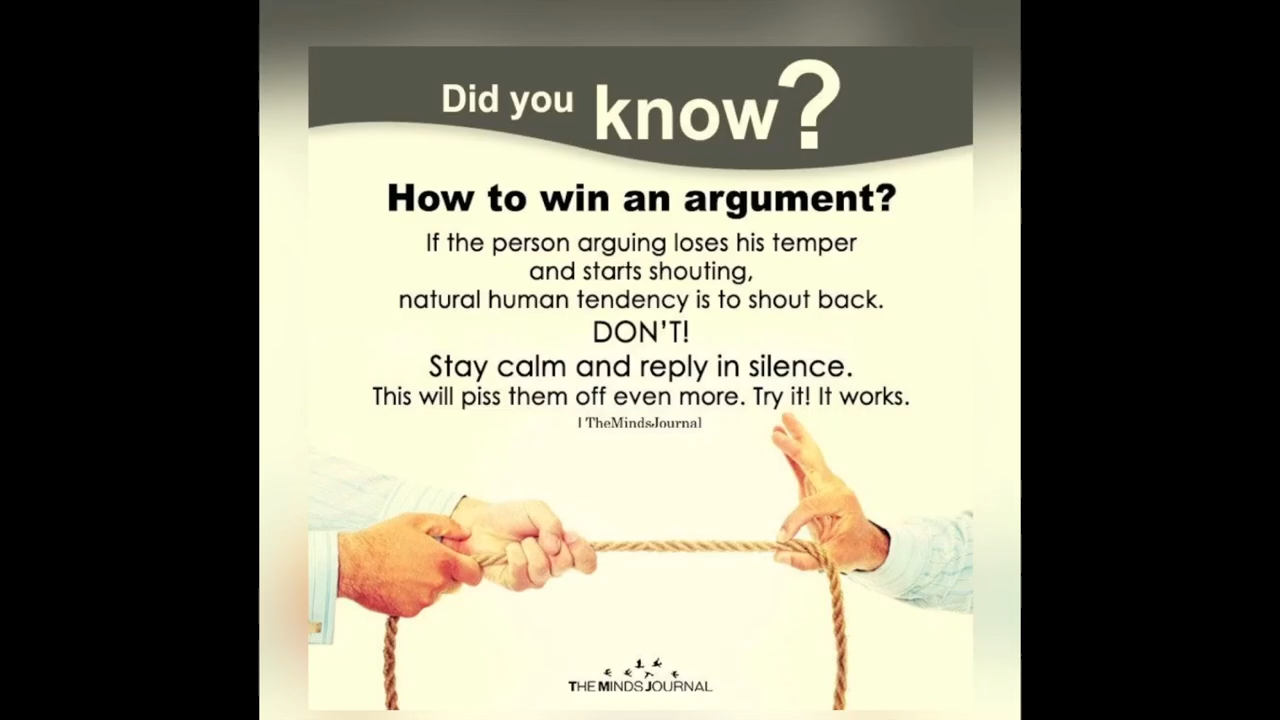 Did you know?
How to win an argument?
If the person arguing loses his temper
and starts shouting,
natural human tendency is to shout back.
DON'T!
Stay calm and reply in silence.
This will piss them off even more. Try it! It works.
| TheMindsJournal
THE MINDS JOURNAL